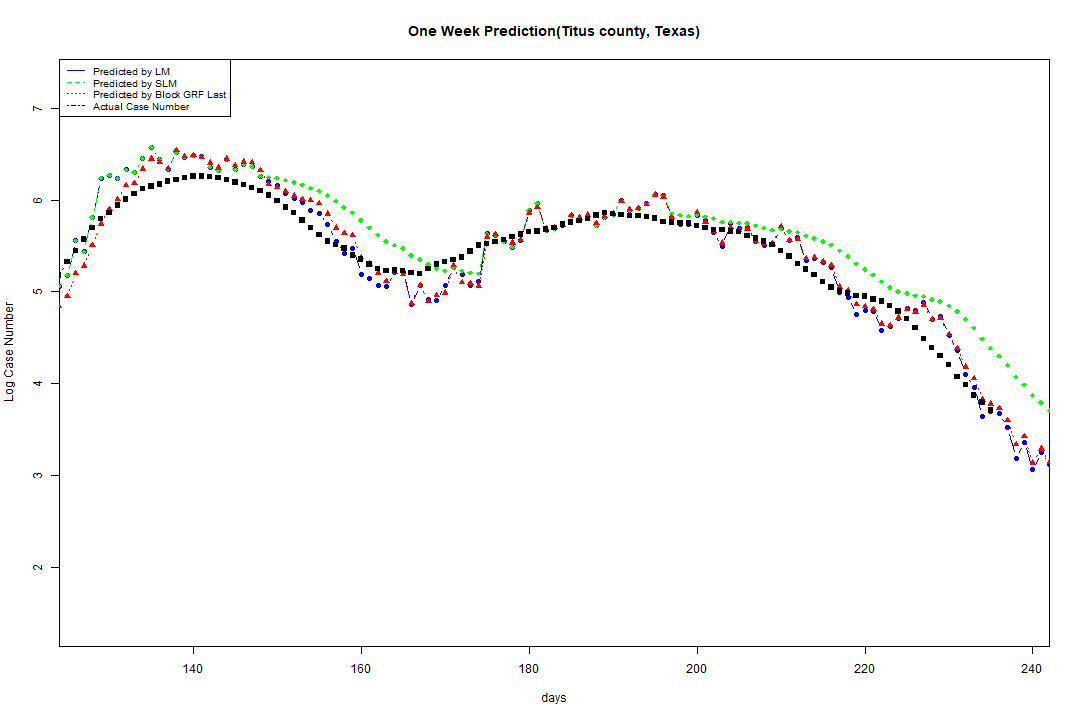 One Week Prediction(Titus county, Texas)
Predicted by LM
Predicted by SLM
Predicted by Block GRF Last
Actual Case Number
7
6
5
4
3
2
Log Case Number
140 160 180 200 220 240
days